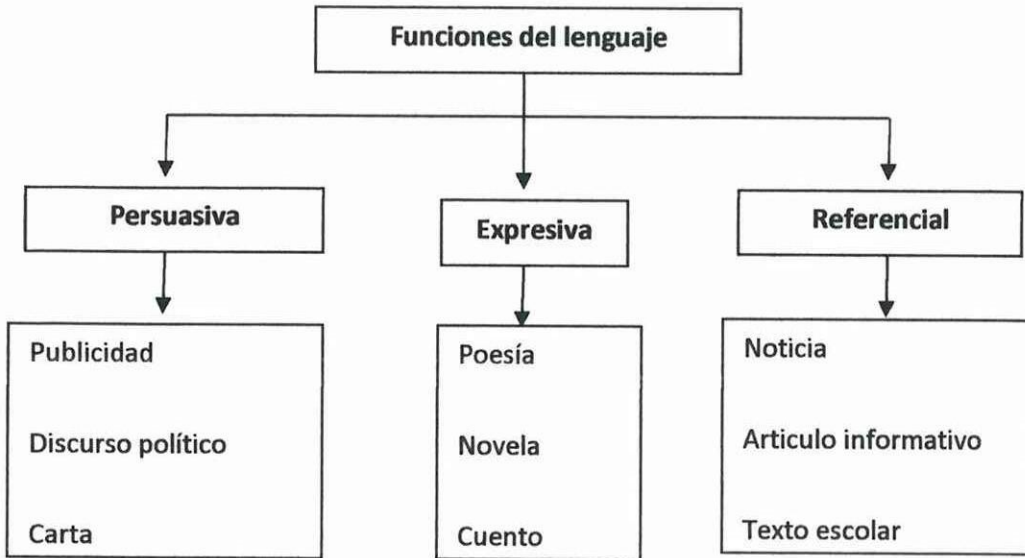 Funciones del lenguaje
Persuasiva
Expresiva
Referencial
Publicidad
Discurso político
Carta
Poesía
Novela
Cuento
Noticia
Articulo informativo
Texto escolar